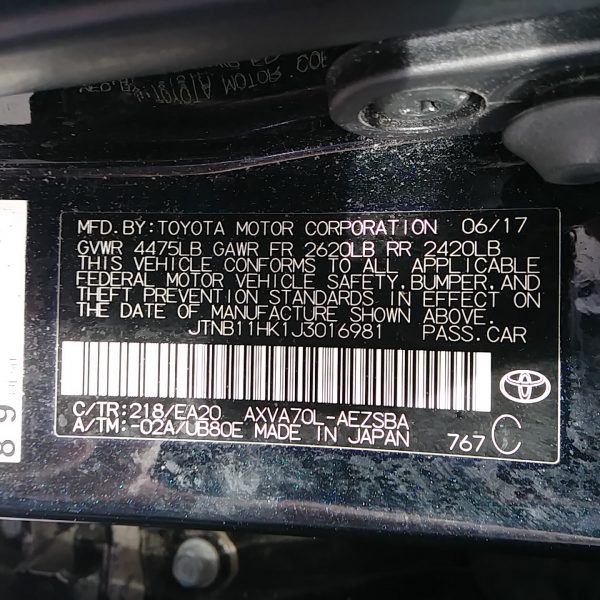 MFD.BY:TOYOTA MOTOR CORPORATION 06/17
GVWR 4475LB GAWR FR 2620LB RR 2420LB
THIS VEHICLE CONFORMS TO ALL APPLICABLE
FEDERAL MOTOR VEHICLE SAFETY,BUMPER,AND
THEFT PREVENTION STANDARDS IN EFFECT ON
THE DATE OF MANUFACTURE SHOWN ABOVE.
JTNB11HK1J3016981 PASS.CAR
C/TR:218/EA20 AXVA70L-AEZSBA
A/TM:-02A/UB80E MADE IN JAPAN 767 C
89